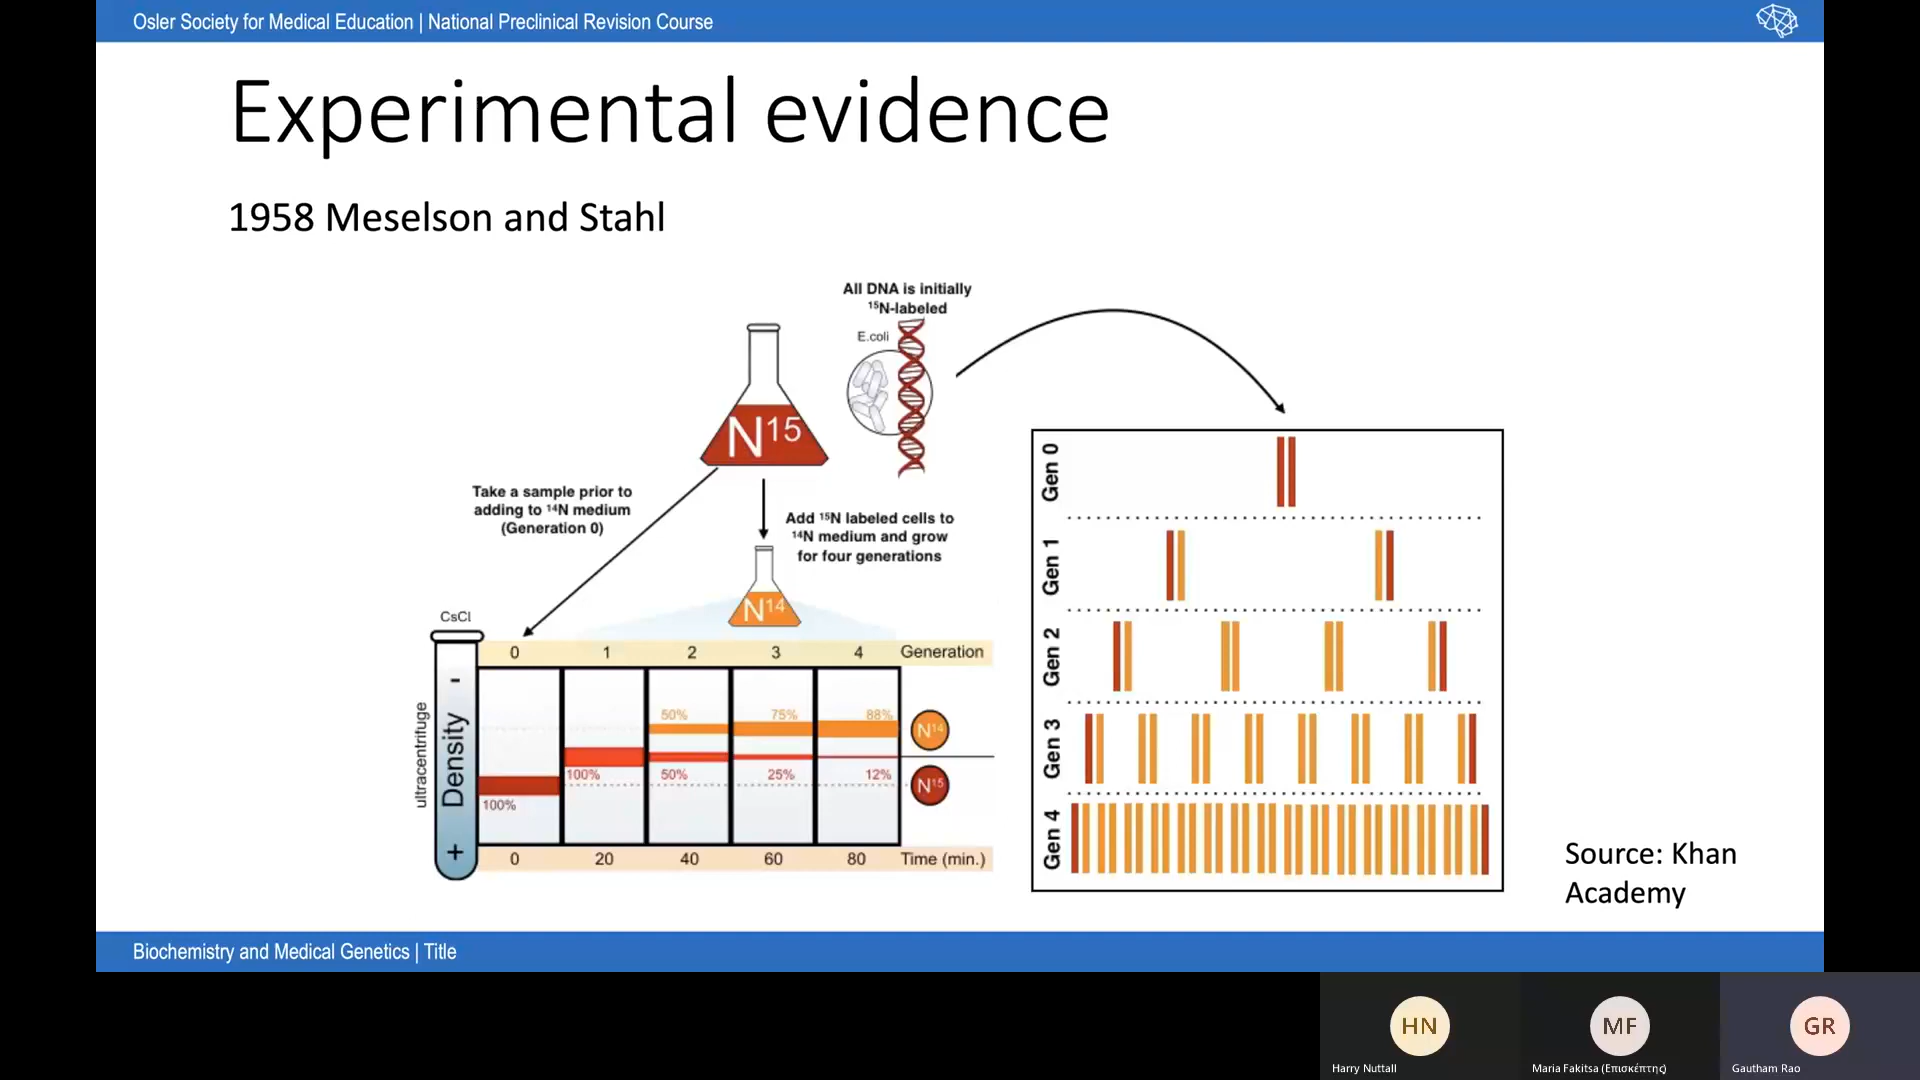 Osler Society for Medical Education | National Preclinical Revision Course
Experimental evidence
1958 Meselson and Stahl
All DNA is initially
¹⁵N-labeled
E.coli
N¹⁵
Take a sample prior to
adding to ¹⁴N medium
(Generation 0)
Add ¹⁵N labeled cells to
¹⁴N medium and grow
for four generations
N¹⁴
CsCl
ultracentrifuge
- Density +
0 1 2 3 4 Generation
50% 75% 88%
N¹⁴
100% 50% 25% 12%
N¹⁵
100%
0 20 40 60 80 Time (min.)
Gen 0
Gen 1
Gen 2
Gen 3
Gen 4
Source: Khan
Academy
Biochemistry and Medical Genetics | Title
HN
Harry Nuttall
MF
Maria Fakitsa (Επισκέπτης)
GR
Gautham Rao